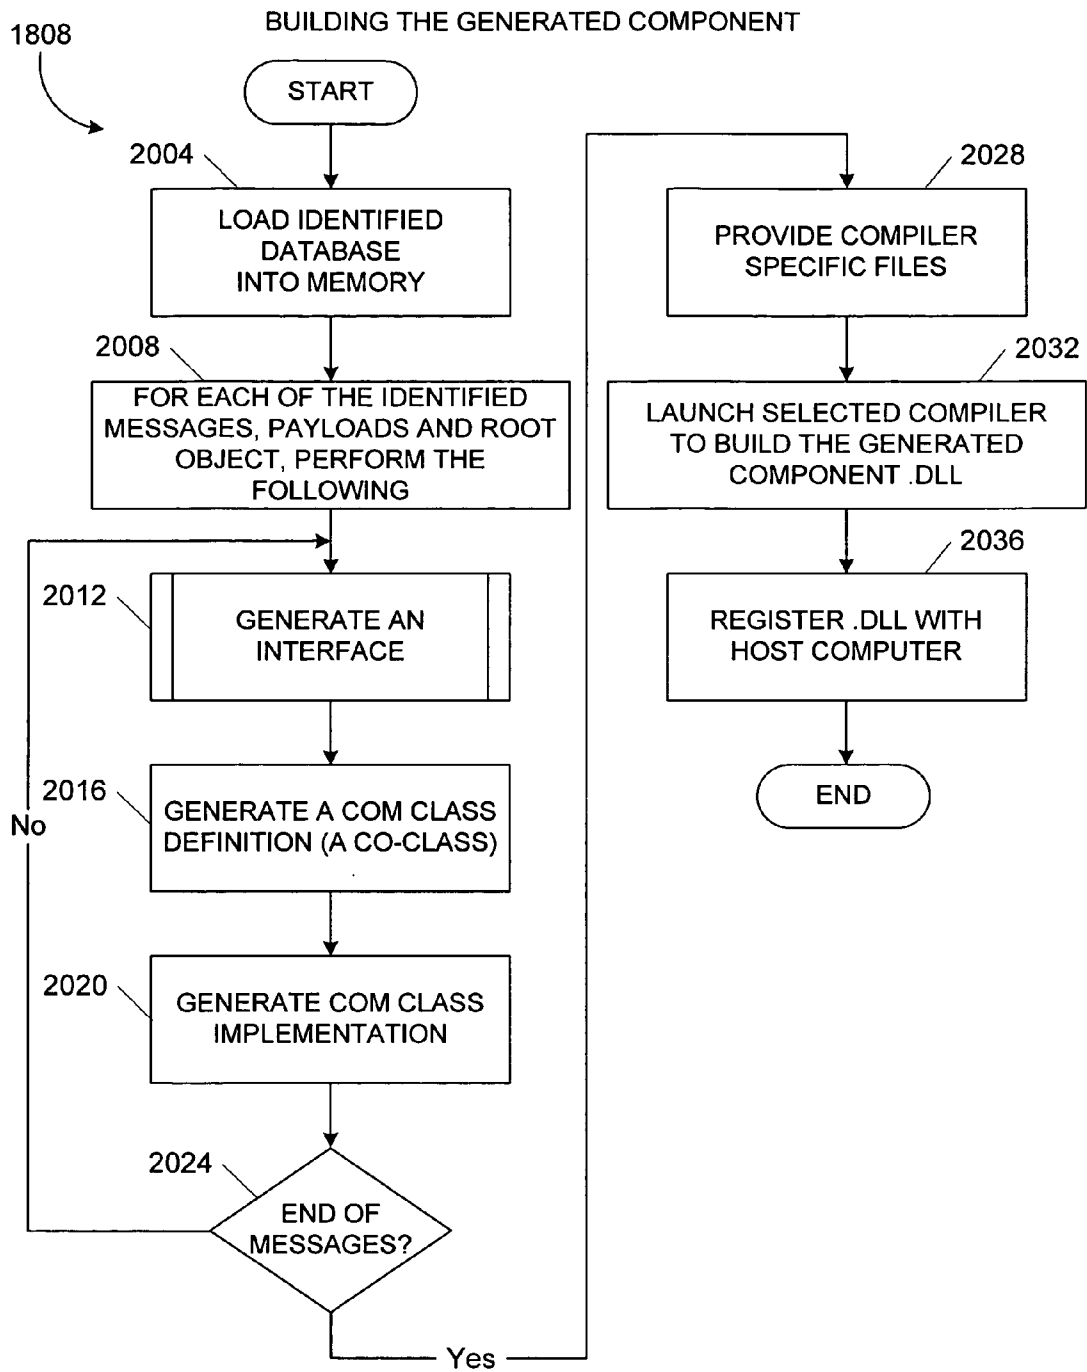 BUILDING THE GENERATED COMPONENT
1808
START
2004
LOAD IDENTIFIED
DATABASE
INTO MEMORY
2008
FOR EACH OF THE IDENTIFIED
MESSAGES, PAYLOADS AND ROOT
OBJECT, PERFORM THE
FOLLOWING
2012
GENERATE AN
INTERFACE
2016
GENERATE A COM CLASS
DEFINITION (A CO-CLASS)
No
2020
GENERATE COM CLASS
IMPLEMENTATION
2024
END OF
MESSAGES?
Yes
2028
PROVIDE COMPILER
SPECIFIC FILES
2032
LAUNCH SELECTED COMPILER
TO BUILD THE GENERATED
COMPONENT .DLL
2036
REGISTER .DLL WITH
HOST COMPUTER
END